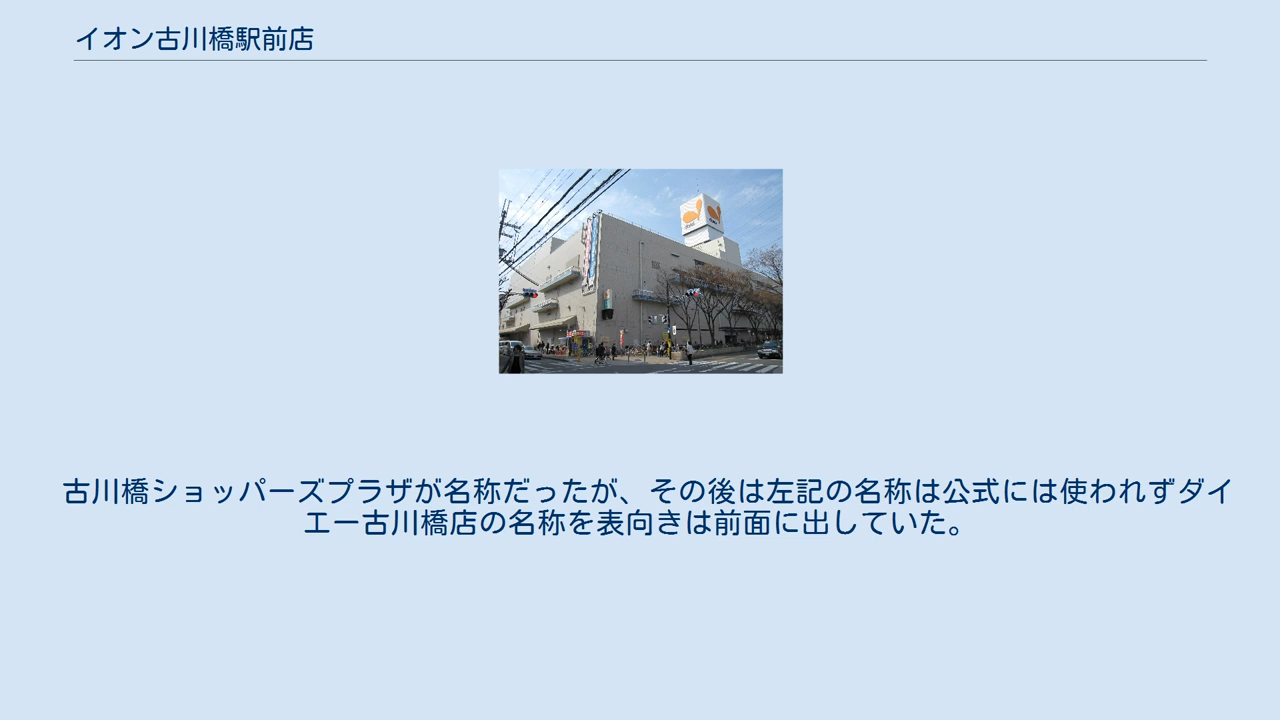 イオン古川橋駅前店
古川橋ショッパーズプラザが名称だったが、その後は左記の名称は公式には使われずダイ
エー古川橋店の名称を表向きは前面に出していた。